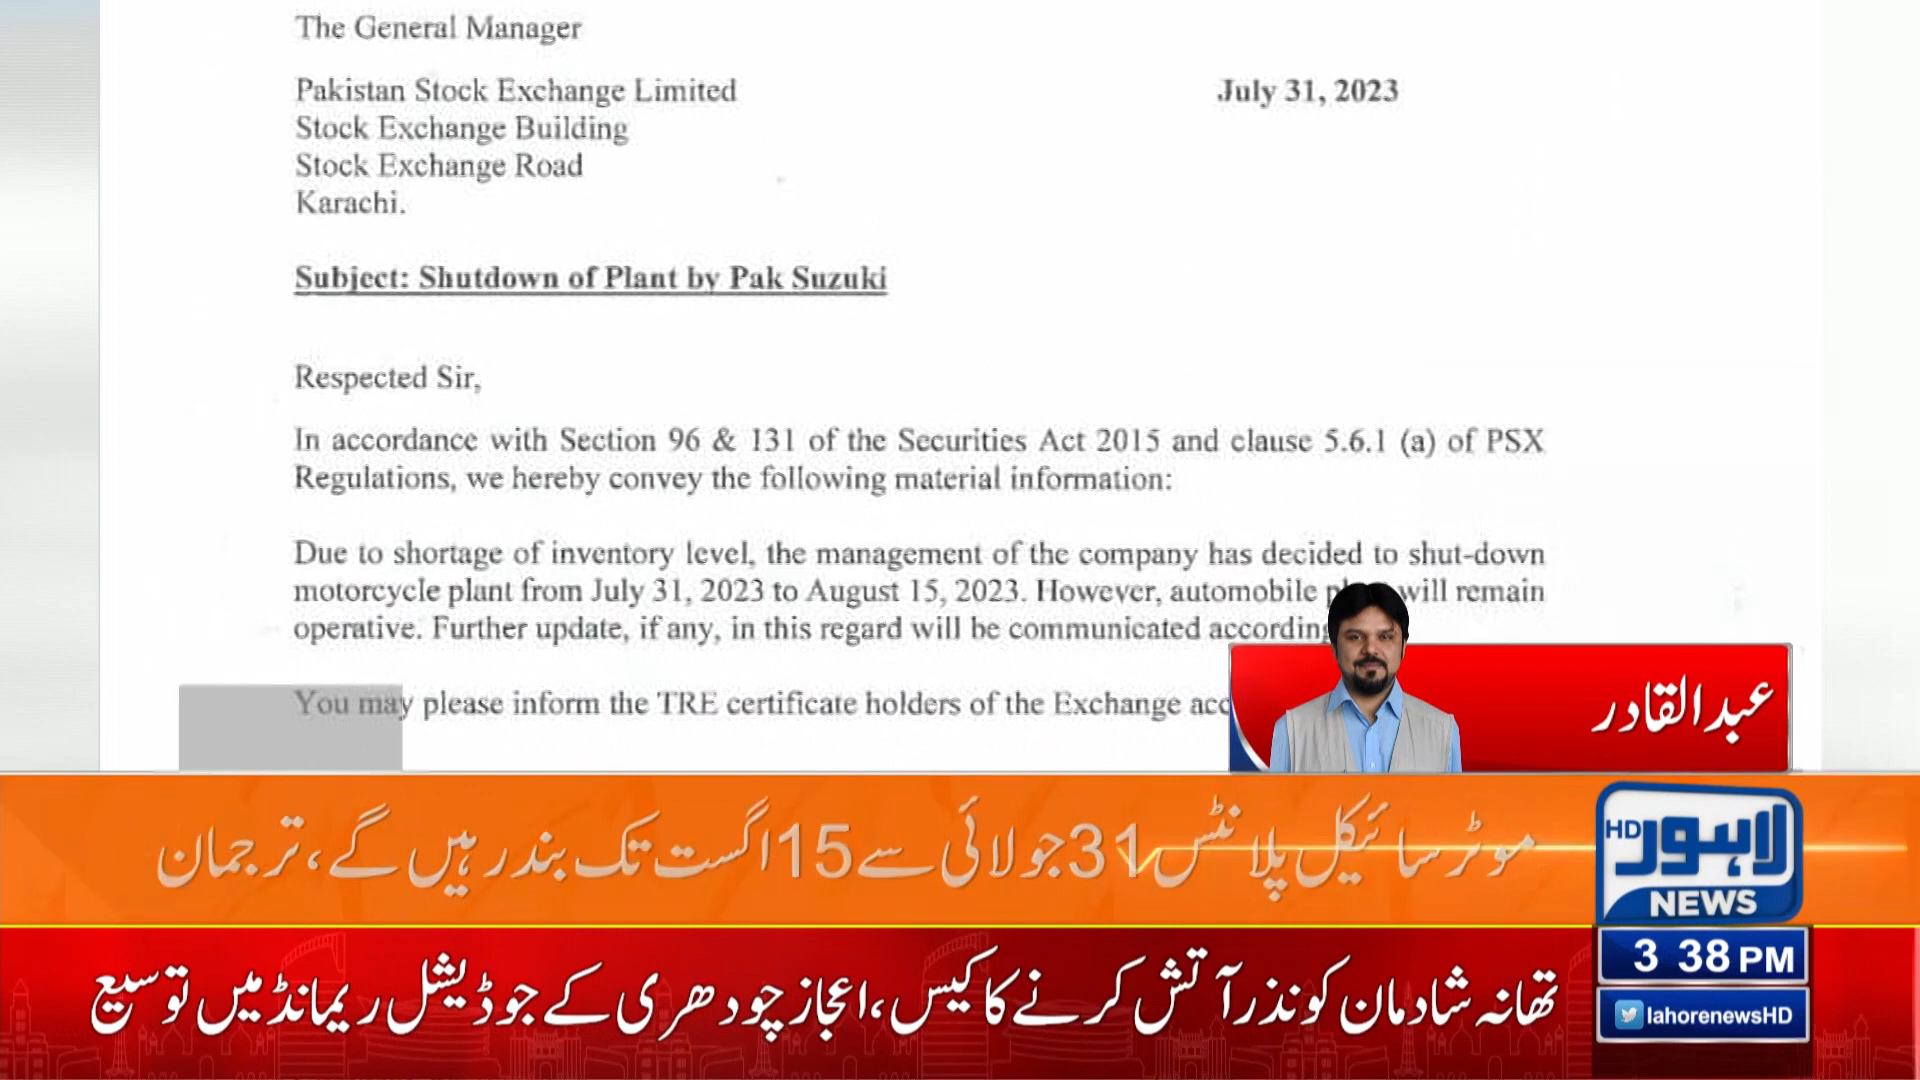 The General Manager
Pakistan Stock Exchange Limited
July 31, 2023
Stock Exchange Building
Stock Exchange Road
Karachi.
Subject: Shutdown of Plant by Pak Suzuki
Respected Sir,
In accordance with Section 96 & 131 of the Securities Act 2015 and clause 5.6.1 (a) of PSX
Regulations, we hereby convey the following material information:
Due to shortage of inventory level, the management of the company has decided to shut-down
motorcycle plant from July 31, 2023 to August 15, 2023. However, automobile will remain
operative. Further update, if any, in this regard will be communicated
You may please inform the TRE certificate holders of the Exchange
عبدالقادر
موٹرسائیکل پلانٹس 31 جولائی سے 15 اگست تک بند رہیں گے، ترجمان
HD لاہور
NEWS
3 38 PM
تھانہ شادمان کو نذر آتش کرنے کا کیس، اعجاز چودھری کے جوڈیشل ریمانڈ میں توسیع
lahorenewsHD